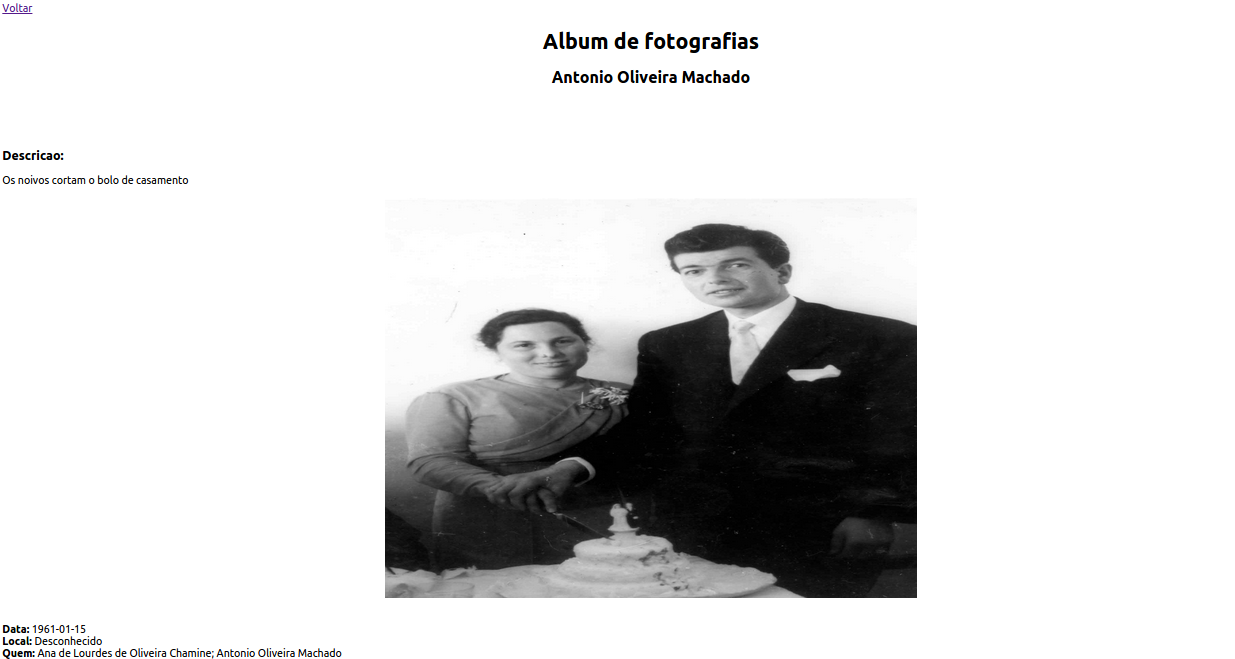 Voltar
Album de fotografias
Antonio Oliveira Machado
Descricao:
Os noivos cortam o bolo de casamento
Data: 1961-01-15
Local: Desconhecido
Quem: Ana de Lourdes de Oliveira Chamine; Antonio Oliveira Machado